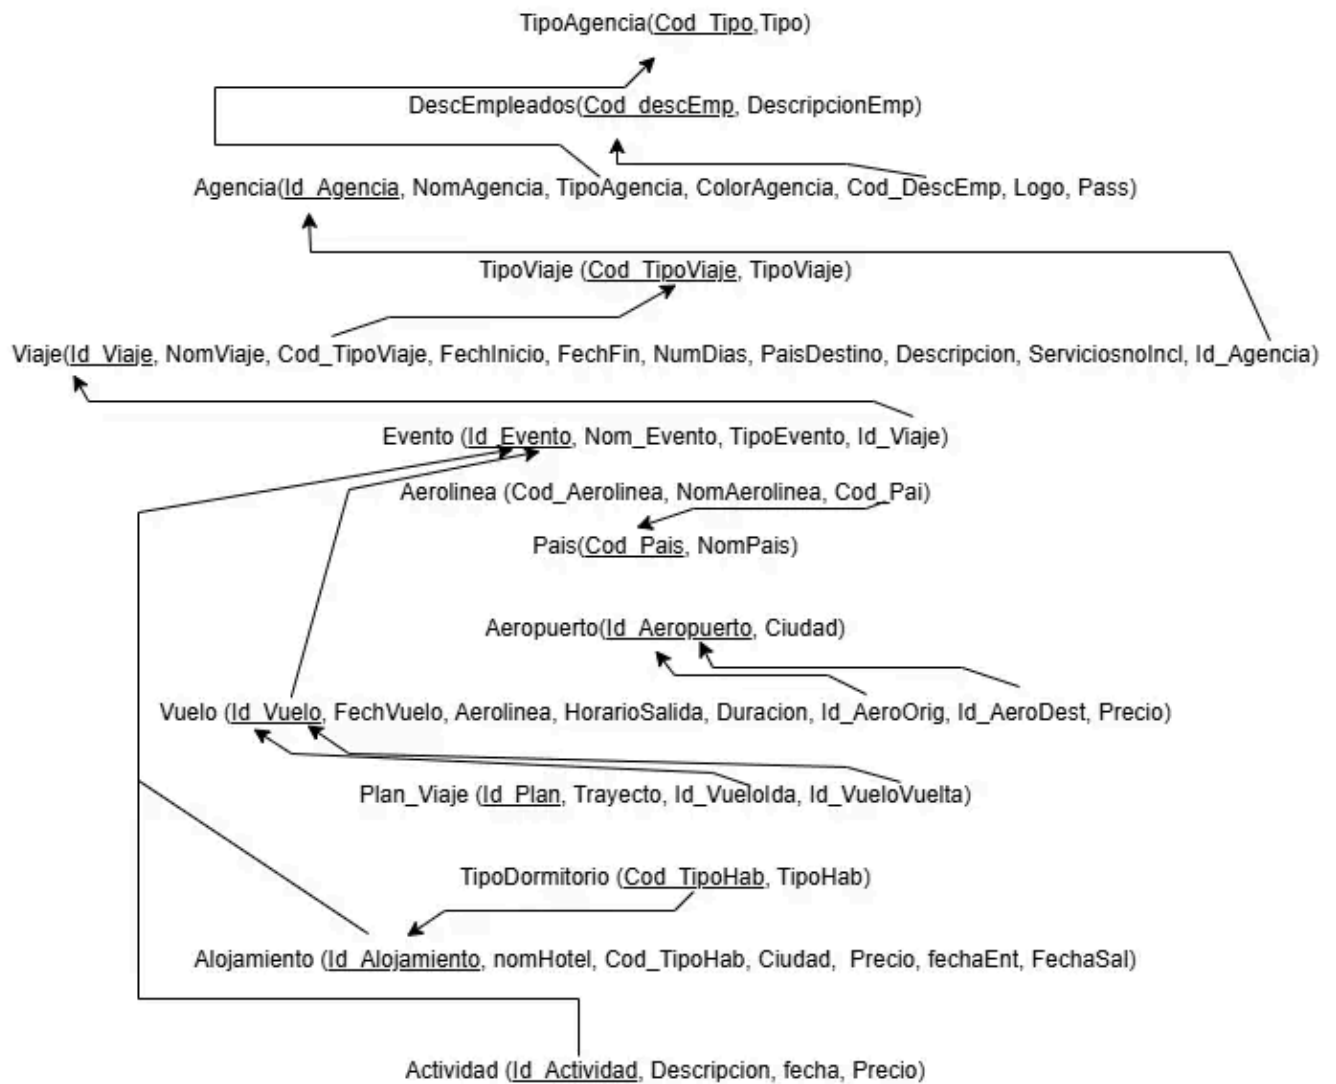 TipoAgencia(Cod_Tipo,Tipo)
DescEmpleados(Cod_descEmp, DescripcionEmp)
Agencia(Id_Agencia, NomAgencia, TipoAgencia, ColorAgencia, Cod_DescEmp, Logo, Pass)
TipoViaje (Cod_TipoViaje, TipoViaje)
Viaje(Id_Viaje, NomViaje, Cod_TipoViaje, FechInicio, FechFin, NumDias, PaisDestino, Descripcion, ServiciosnoIncl, Id_Agencia)
Evento (Id_Evento, Nom_Evento, TipoEvento, Id_Viaje)
Aerolinea (Cod_Aerolinea, NomAerolinea, Cod_Pai)
Pais(Cod_Pais, NomPais)
Aeropuerto(Id_Aeropuerto, Ciudad)
Vuelo (Id_Vuelo, FechVuelo, Aerolinea, HorarioSalida, Duracion, Id_AeroOrig, Id_AeroDest, Precio)
Plan_Viaje (Id_Plan, Trayecto, Id_VueloIda, Id_VueloVuelta)
TipoDormitorio (Cod_TipoHab, TipoHab)
Alojamiento (Id_Alojamiento, nomHotel, Cod_TipoHab, Ciudad, Precio, fechaEnt, FechaSal)
Actividad (Id_Actividad, Descripcion, fecha, Precio)